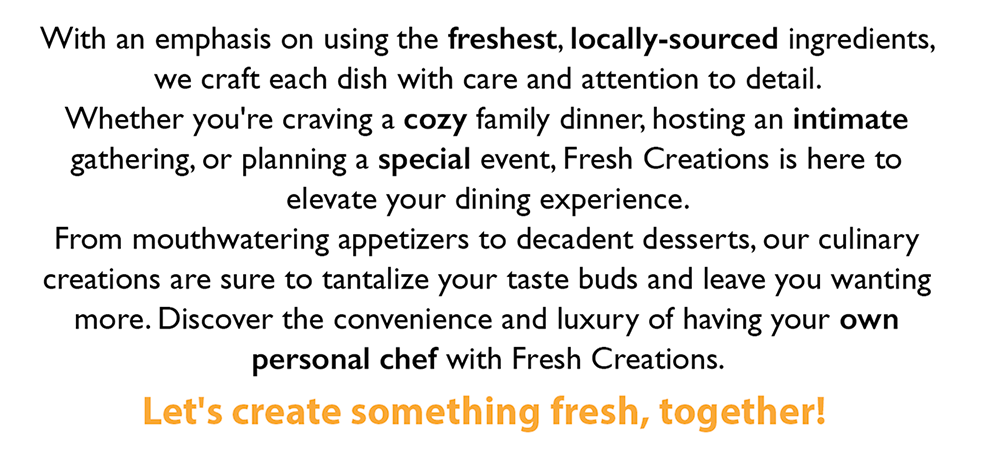 With an emphasis on using the freshest, locally-sourced ingredients,
we craft each dish with care and attention to detail.
Whether you're craving a cozy family dinner, hosting an intimate
gathering, or planning a special event, Fresh Creations is here to
elevate your dining experience.
From mouthwatering appetizers to decadent desserts, our culinary
creations are sure to tantalize your taste buds and leave you wanting
more. Discover the convenience and luxury of having your own
personal chef with Fresh Creations.
Let's create something fresh, together!